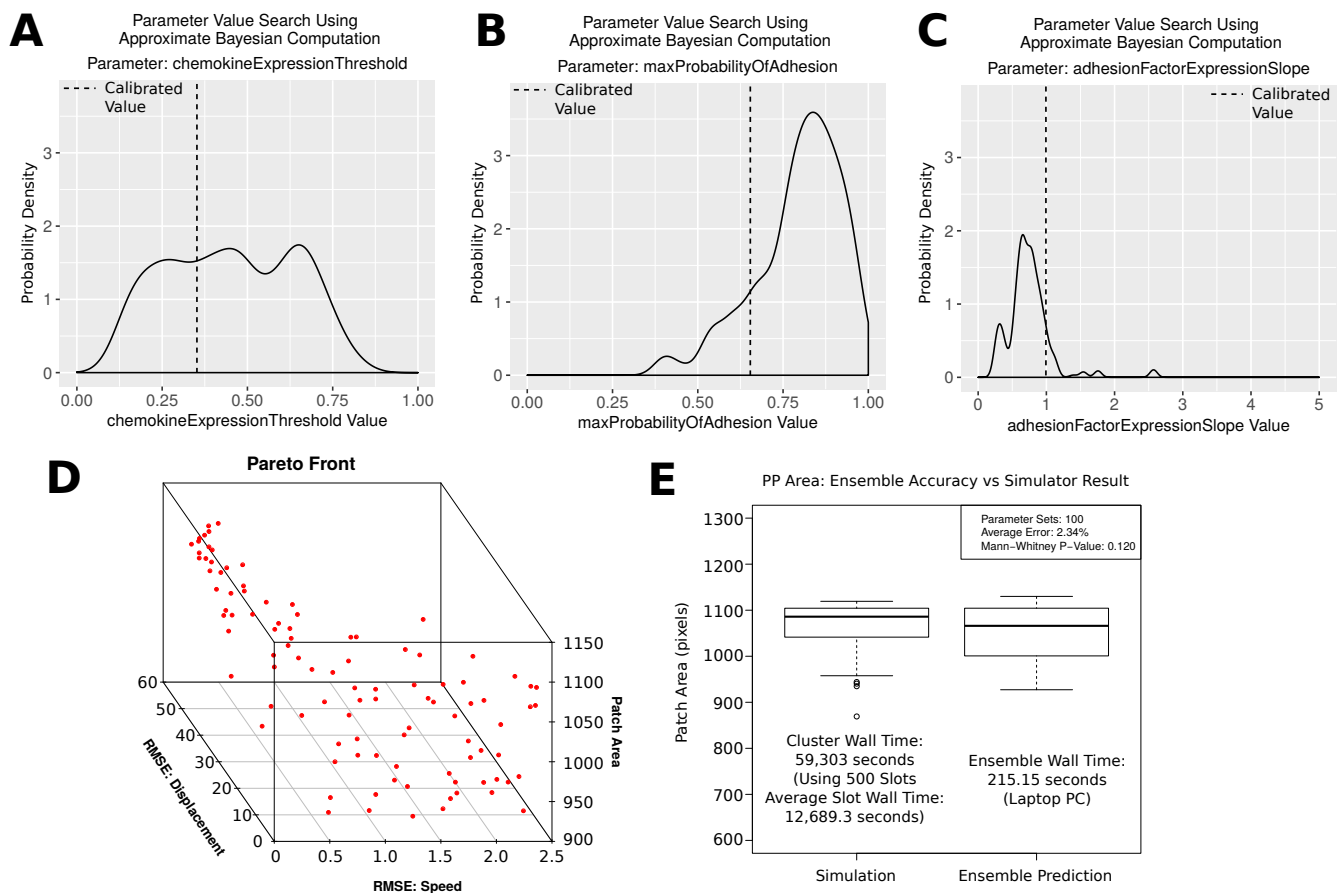 A
Parameter Value Search Using
Approximate Bayesian Computation
Parameter: chemokineExpressionThreshold
Calibrated
Value
Probability Density
3
2
1
0
0.00
0.25
0.50
0.75
1.00
chemokineExpressionThreshold Value
B
Parameter Value Search Using
Approximate Bayesian Computation
Parameter: maxProbabilityOfAdhesion
Calibrated
Value
Probability Density
3
2
1
0
0.00
0.25
0.50
0.75
1.00
maxProbabilityOfAdhesion Value
C
Parameter Value Search Using
Approximate Bayesian Computation
Parameter: adhesionFactorExpressionSlope
Calibrated
Value
Probability Density
3
2
1
0
0
1
2
3
4
5
adhesionFactorExpressionSlope Value
D
Pareto Front
60
50
40
30
20
10
0
RMSE: Displacement
0
0.5
1.0
1.5
2.0
2.5
RMSE: Speed
1150
1100
1050
1000
950
900
Patch Area
E
PP Area: Ensemble Accuracy vs Simulator Result
Parameter Sets: 100
Average Error: 2.34%
Mann−Whitney P−Value: 0.120
Patch Area (pixels)
1300
1200
1100
1000
900
800
700
600
Cluster Wall Time:
59,303 seconds
(Using 500 Slots
Average Slot Wall Time:
12,689.3 seconds)
Ensemble Wall Time:
215.15 seconds
(Laptop PC)
Simulation
Ensemble Prediction